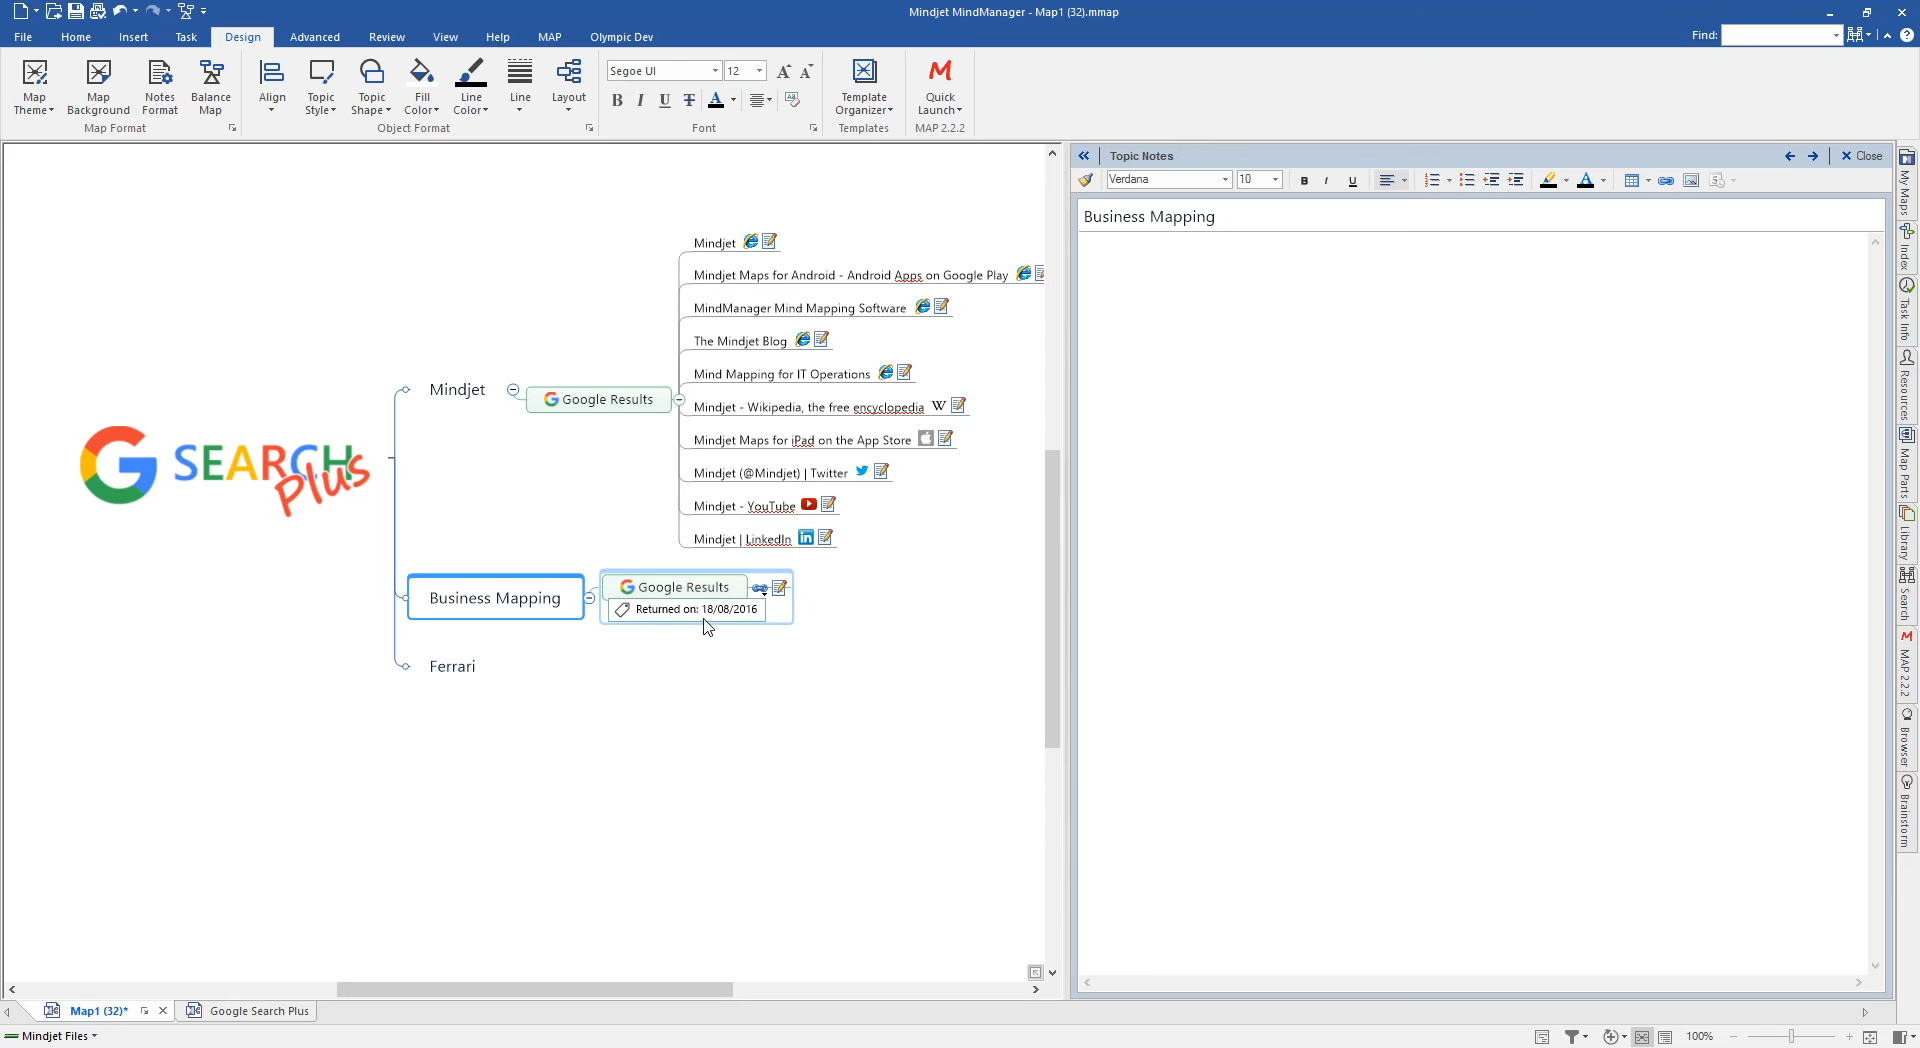 Mindjet MindManager - Map1 (32).mmap
File Home Insert Task Design Advanced Review View Help MAP Olympic Dev
Find:
Map Theme
Map Background
Notes Format
Balance Map
Map Format
Align
Topic Style
Topic Shape
Fill Color
Line Color
Line
Layout
Object Format
Segoe UI 12
B I U T A
Font
Template Organizer
Templates
Quick Launch
MAP 2.2.2
G SEARCH plus
Mindjet
Google Results
Mindjet
Mindjet Maps for Android - Android Apps on Google Play
MindManager Mind Mapping Software
The Mindjet Blog
Mind Mapping for IT Operations
Mindjet - Wikipedia, the free encyclopedia W
Mindjet Maps for iPad on the App Store
Mindjet (@Mindjet) | Twitter
Mindjet - YouTube
Mindjet | LinkedIn in
Business Mapping
Google Results
Returned on: 18/08/2016
Ferrari
Topic Notes
Close
Verdana 10
B I U
Business Mapping
My Maps
Index
Task Info
Resources
Map Parts
Library
Search
MAP 2.2.2
Browser
Brainstorm
Map1 (32)*
Google Search Plus
Mindjet Files
100%